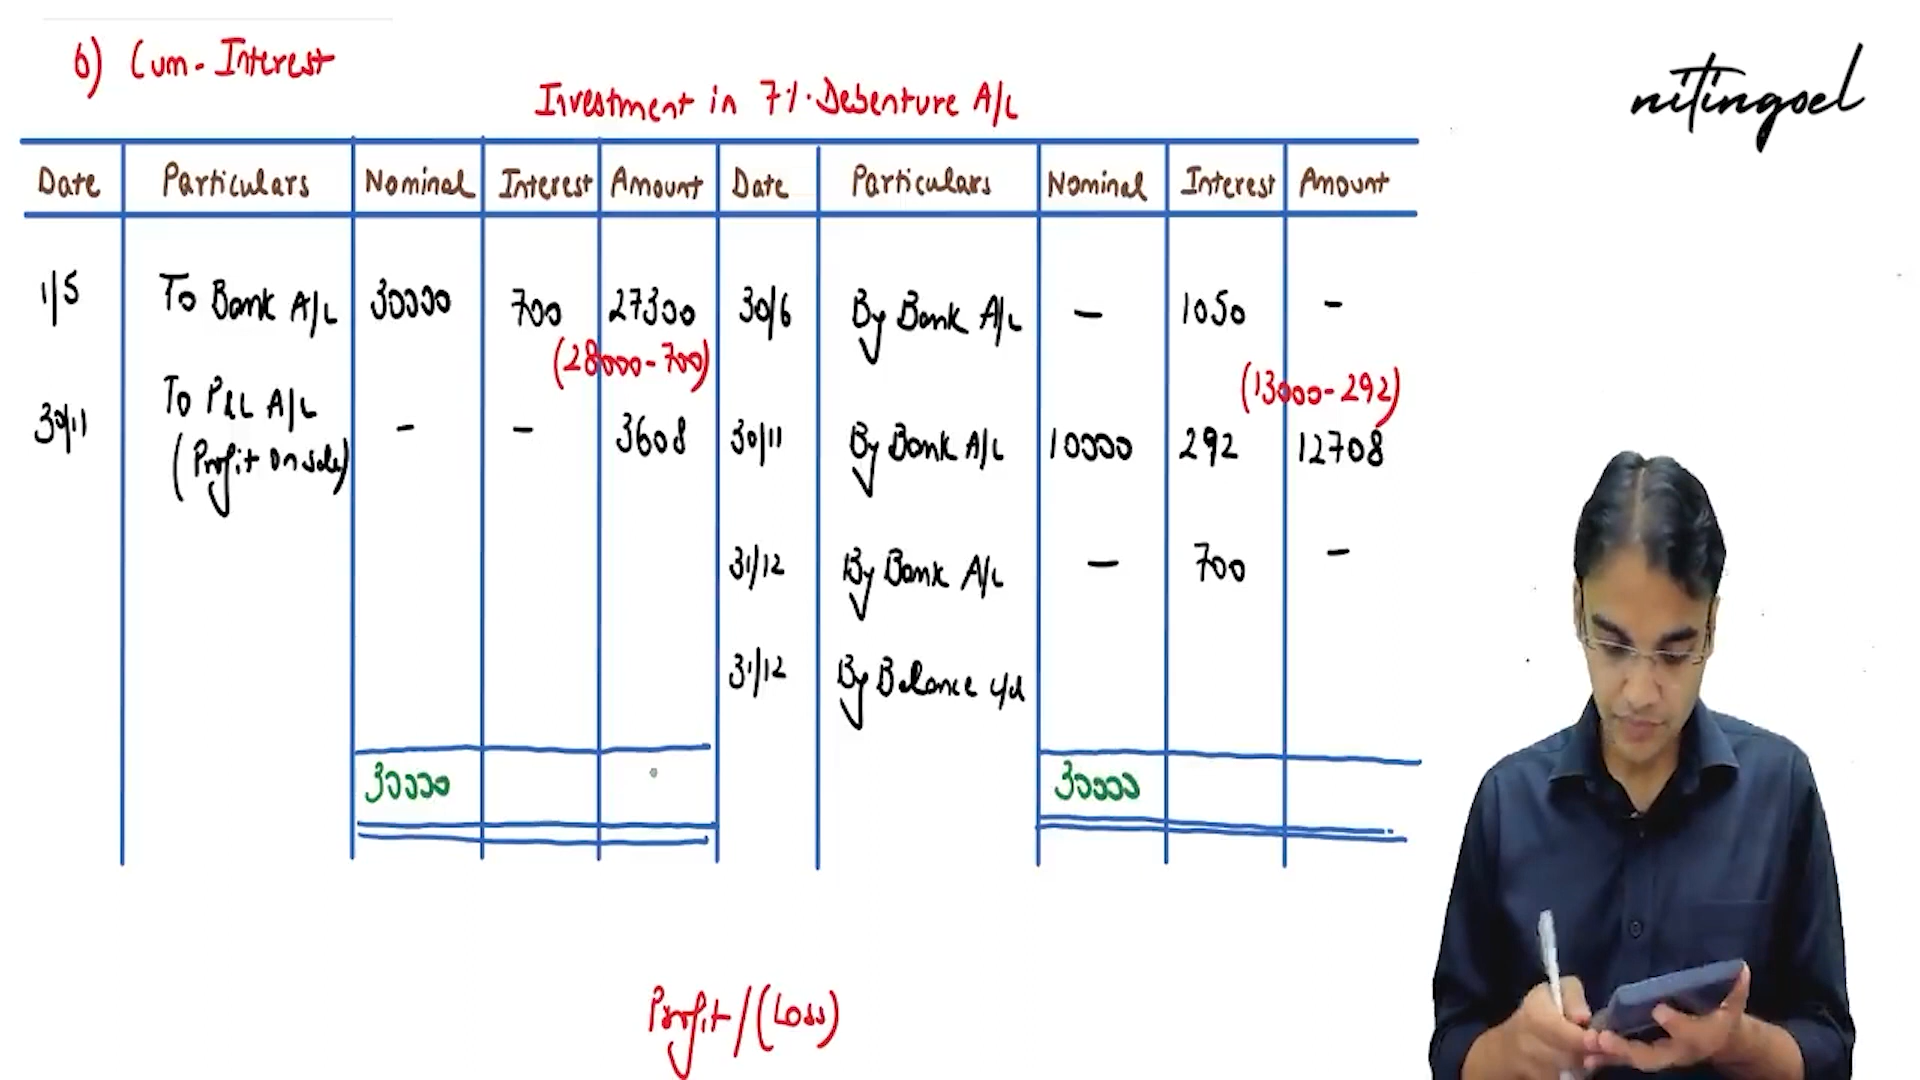 b) Cum-Interest
nitingoel
Investment in 7% Debenture A/c
Date Particulars Nominal Interest Amount Date Particulars Nominal Interest Amount
1/5 To Bank A/c 30000 700 27300 30/6 By Bank A/c - 1050 -
(28000-700) (13000-292)
30/11 To P&L A/c - - 3608 30/11 By Bank A/c 10000 292 12708
(Profit on sale)
31/12 By Bank A/c - 700 -
31/12 By Balance c/d
30000 30000
Profit/(Loss)